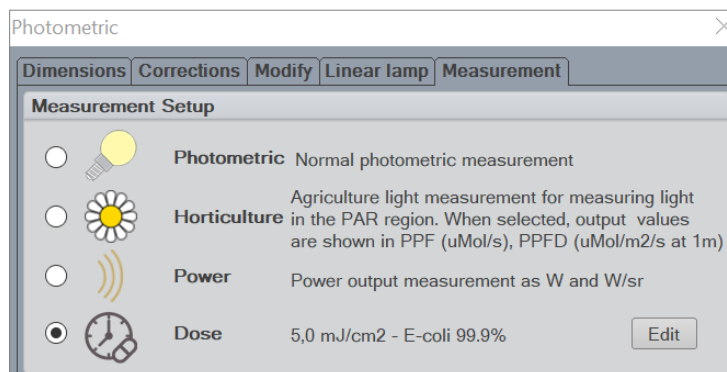 Photometric
Dimensions Corrections Modify Linear lamp Measurement
Measurement Setup
Photometric Normal photometric measurement
Agriculture light measurement for measuring light
Horticulture in the PAR region. When selected, output values
are shown in PPF (uMol/s), PPFD (uMol/m2/s at 1m)
Power Power output measurement as W and W/sr
Dose 5,0 mJ/cm2 - E-coli 99.9% Edit